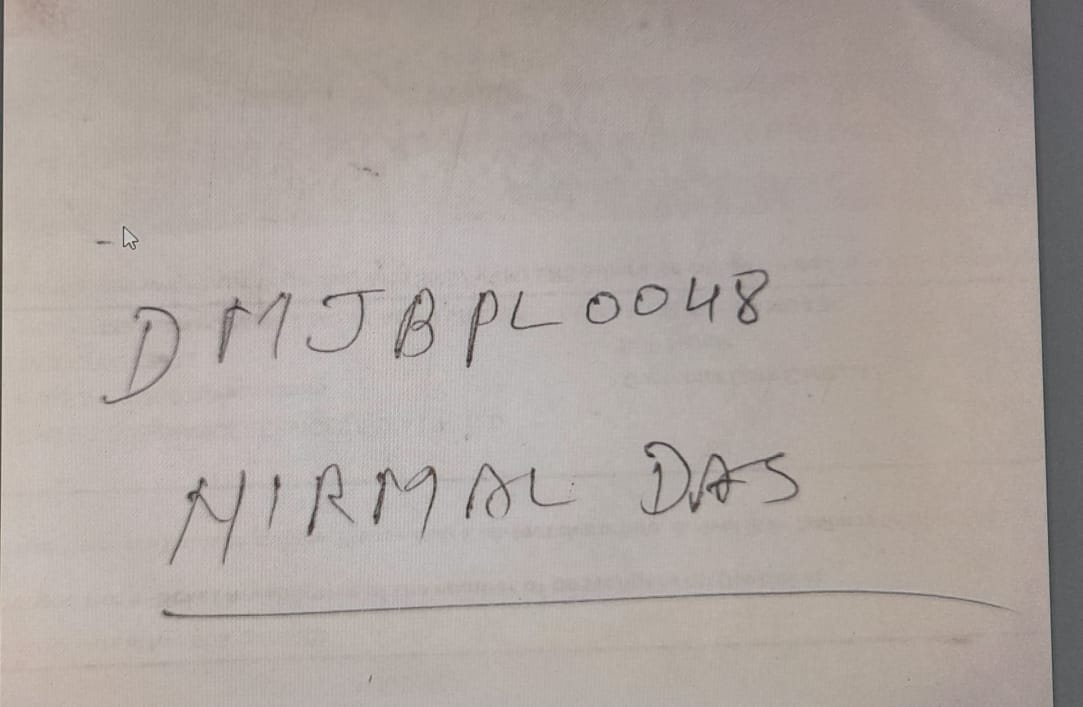 DMJBPL0048
NIRMAL DAS